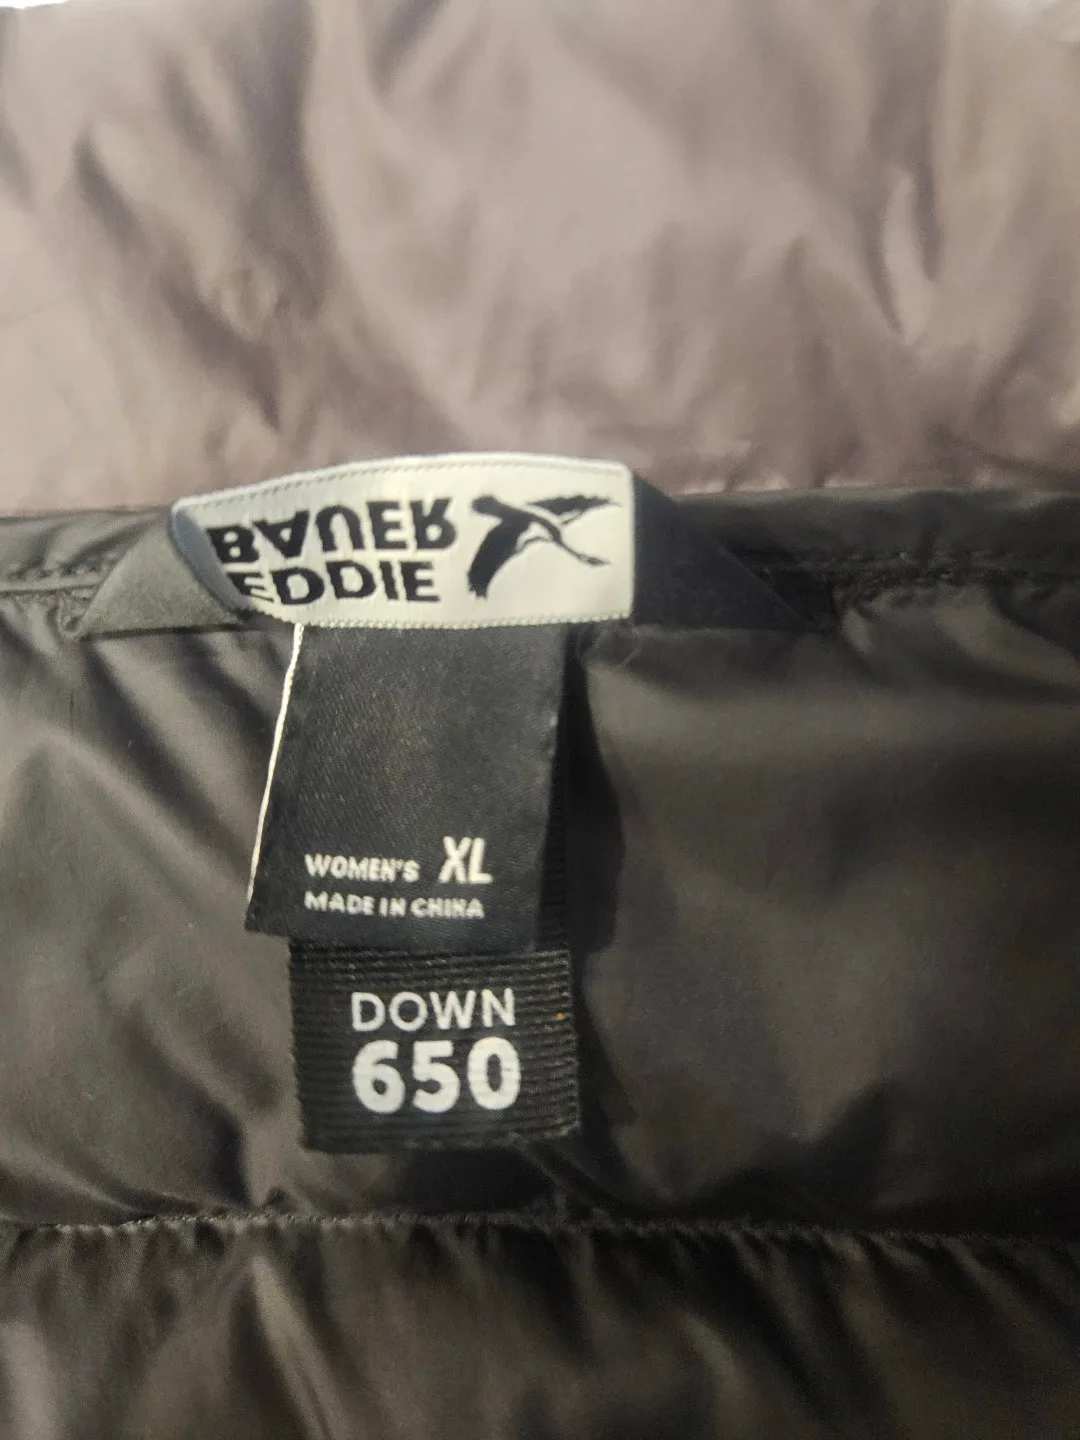 BAUER
EDDIE
WOMEN'S XL
MADE IN CHINA
DOWN
650